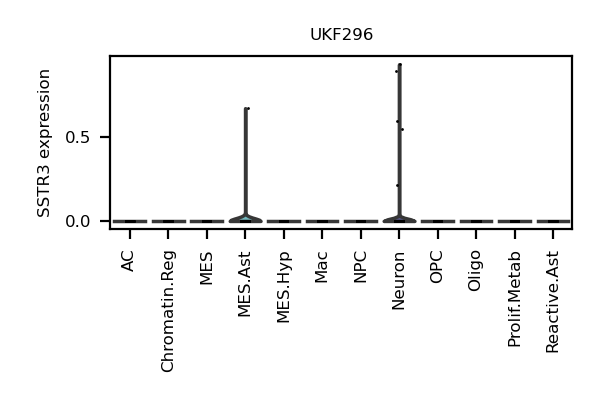 UKF296
SSTR3 expression
0.5
0.0
AC
Chromatin.Reg
MES
MES.Ast
MES.Hyp
Mac
NPC
Neuron
OPC
Oligo
Prolif.Metab
Reactive.Ast